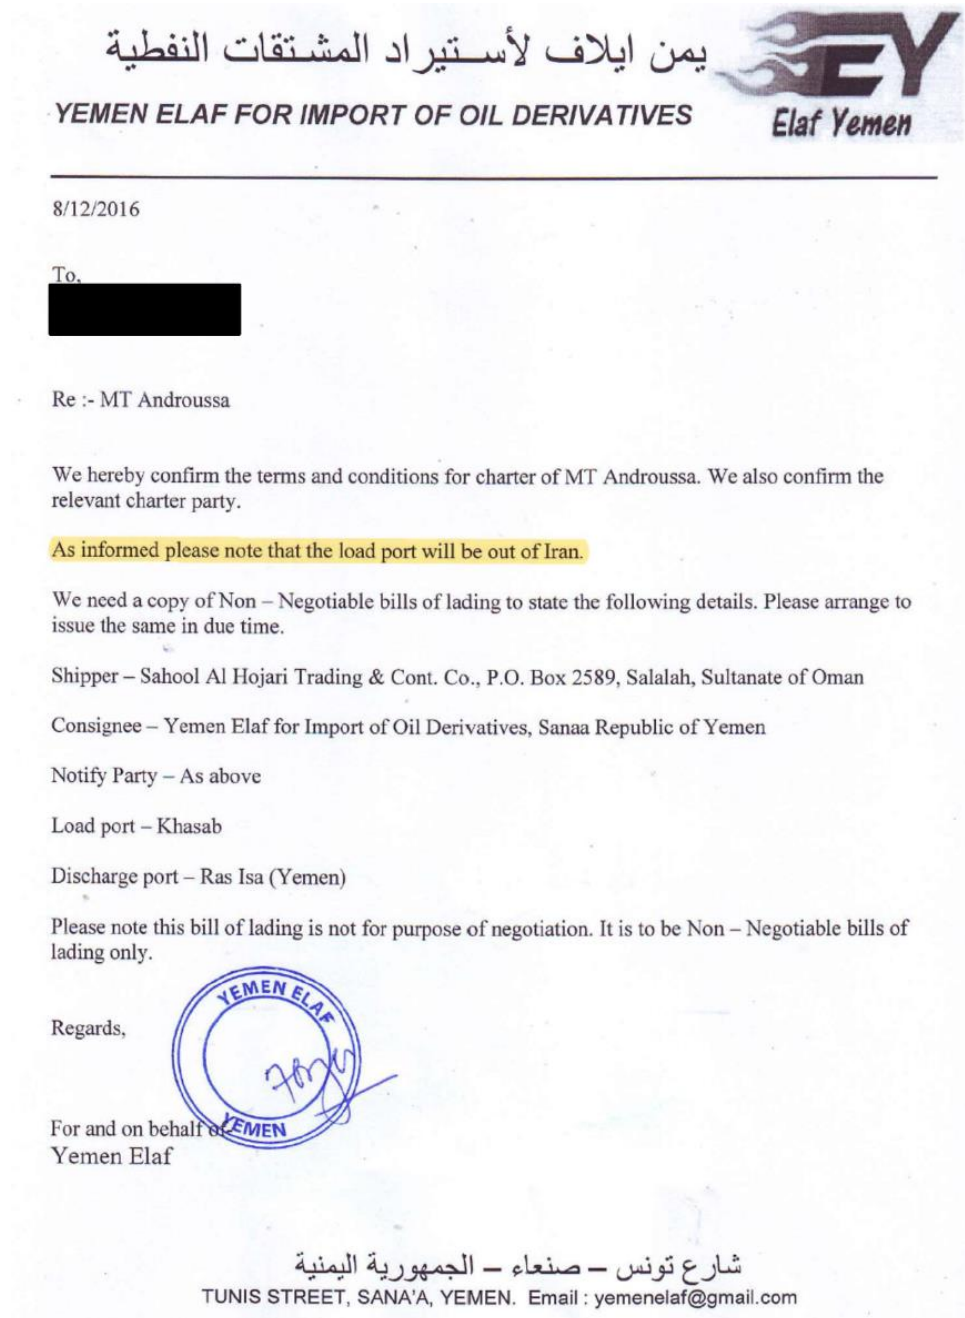 يمن ايلاف لأستيراد المشتقات النفطية
YEMEN ELAF FOR IMPORT OF OIL DERIVATIVES
EY
Elaf Yemen
8/12/2016
To,
Re :- MT Androussa
We hereby confirm the terms and conditions for charter of MT Androussa. We also confirm the
relevant charter party.
As informed please note that the load port will be out of Iran.
We need a copy of Non – Negotiable bills of lading to state the following details. Please arrange to
issue the same in due time.
Shipper – Sahool Al Hojari Trading & Cont. Co., P.O. Box 2589, Salalah, Sultanate of Oman
Consignee – Yemen Elaf for Import of Oil Derivatives, Sanaa Republic of Yemen
Notify Party – As above
Load port – Khasab
Discharge port – Ras Isa (Yemen)
Please note this bill of lading is not for purpose of negotiation. It is to be Non – Negotiable bills of
lading only.
YEMEN ELAF
Regards,
YEMEN
For and on behalf of
Yemen Elaf
شارع تونس – صنعاء – الجمهورية اليمنية
TUNIS STREET, SANA'A, YEMEN. Email : yemenelaf@gmail.com